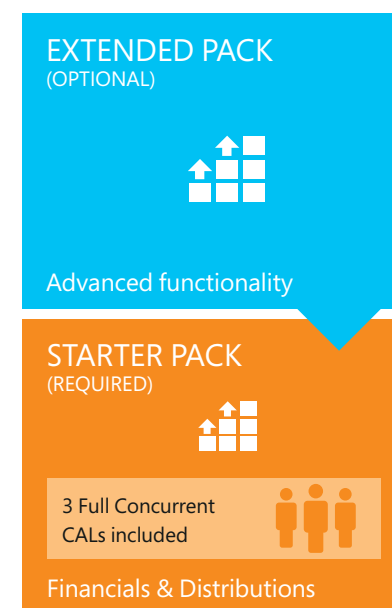 EXTENDED PACK
(OPTIONAL)
Advanced functionality
STARTER PACK
(REQUIRED)
3 Full Concurrent
CALs included
Financials & Distributions